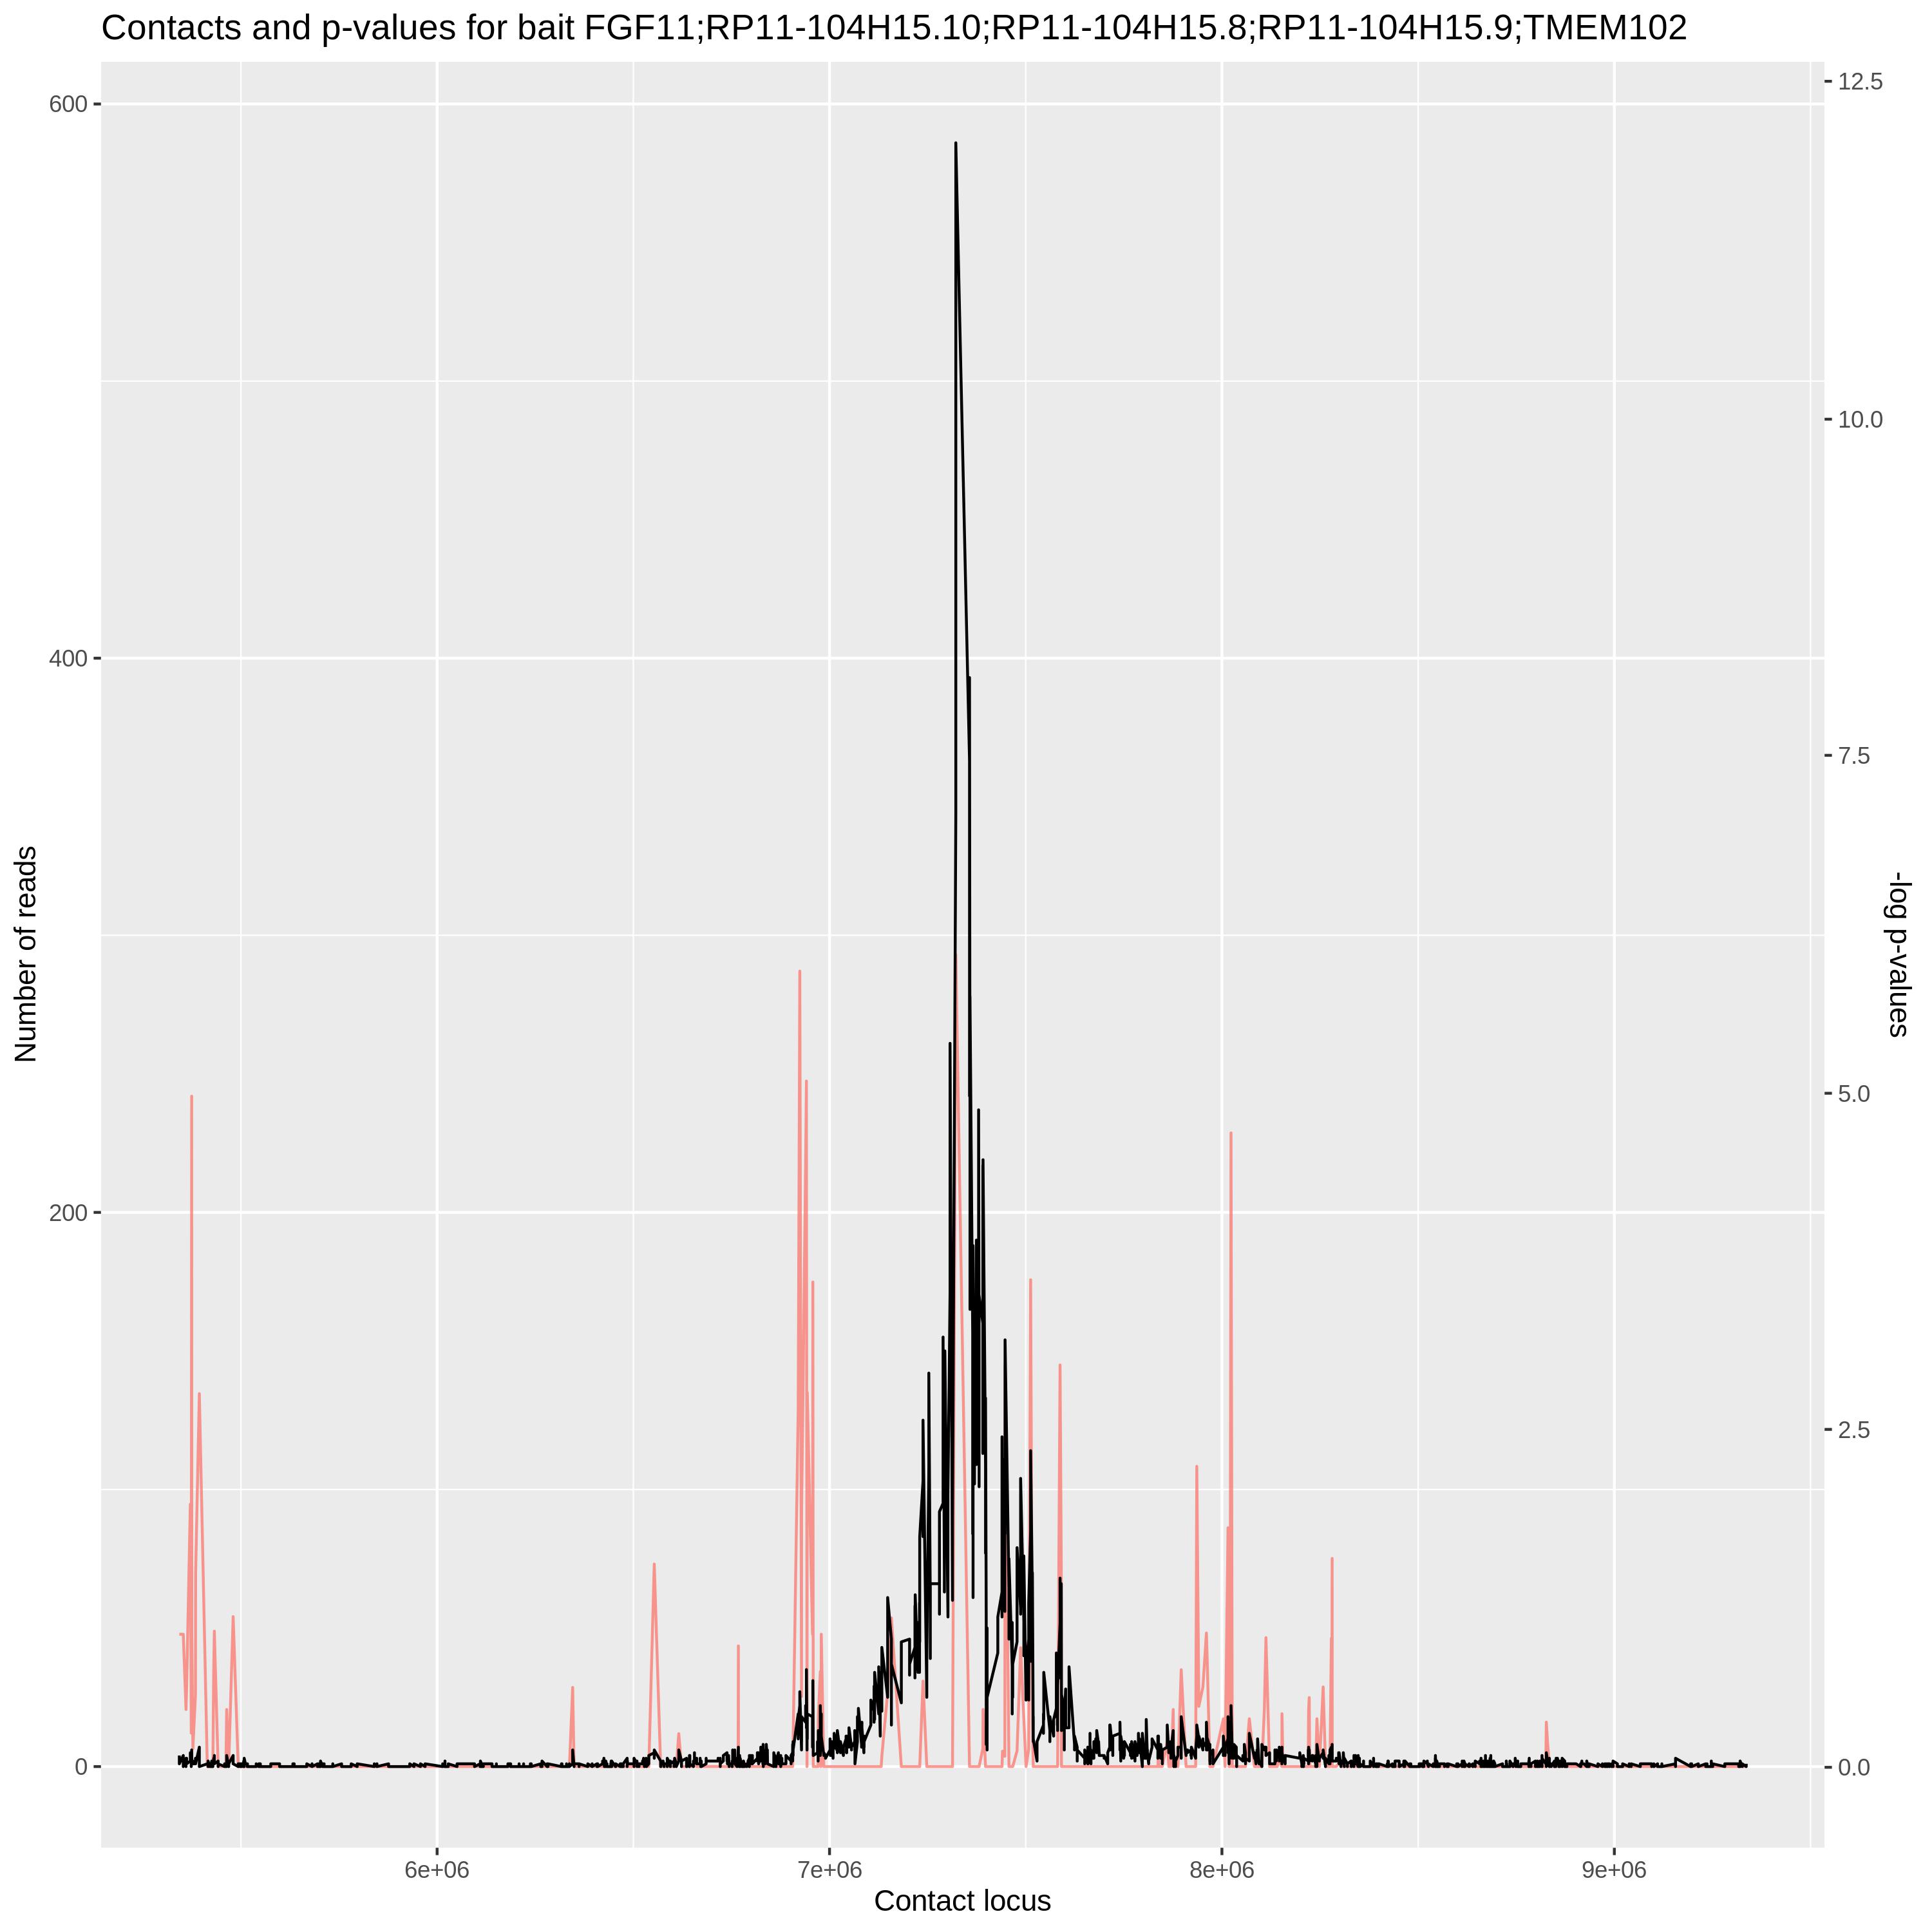 Contacts and p-values for bait FGF11;RP11-104H15.10;RP11-104H15.8;RP11-104H15.9;TMEM102
600
400
200
0
Number of reads
12.5
10.0
7.5
5.0
2.5
0.0
-log p-values
6e+06
7e+06
8e+06
9e+06
Contact locus